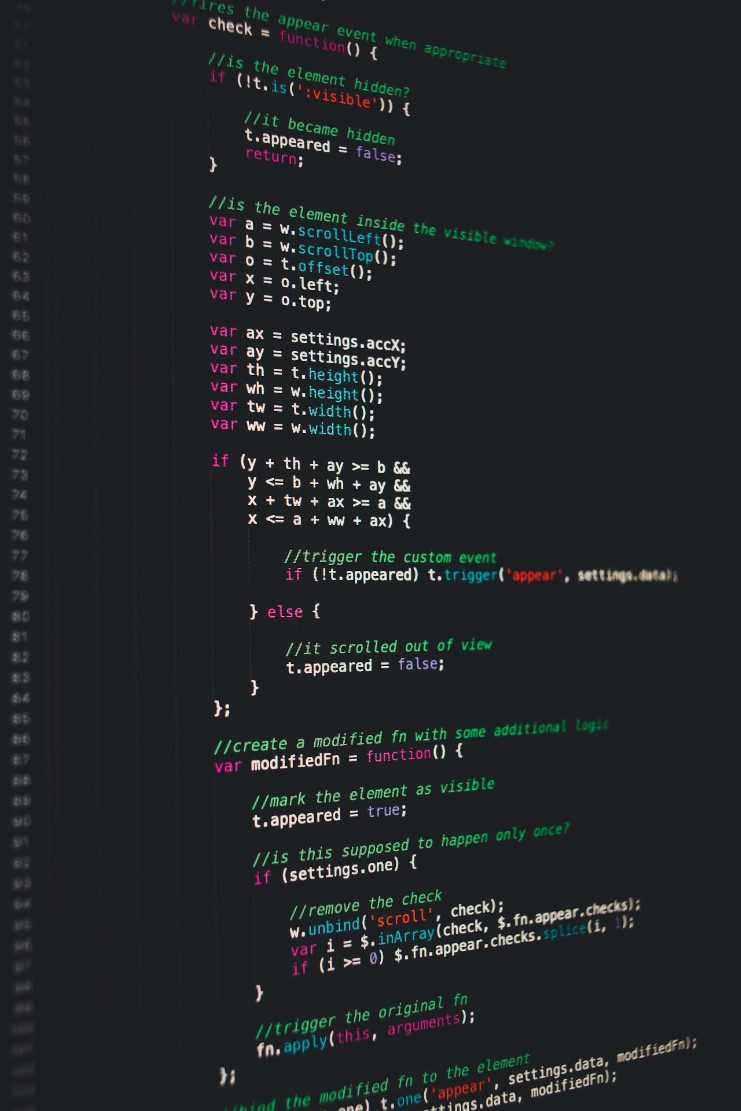 //fires the appear event when appropriate
var check = function() {
//is the element hidden?
if (!t.is(':visible')) {
//it became hidden
t.appeared = false;
return;
}
//is the element inside the visible window?
var a = w.scrollLeft();
var b = w.scrollTop();
var o = t.offset();
var x = o.left;
var y = o.top;
var ax = settings.accX;
var ay = settings.accY;
var th = t.height();
var wh = w.height();
var tw = t.width();
var ww = w.width();
if (y + th + ay >= b &&
y <= b + wh + ay &&
x + tw + ax >= a &&
x <= a + ww + ax) {
//trigger the custom event
if (!t.appeared) t.trigger('appear', settings.data);
} else {
//it scrolled out of view
t.appeared = false;
}
};
//create a modified fn with some additional logic
var modifiedFn = function() {
//mark the element as visible
t.appeared = true;
//is this supposed to happen only once?
if (settings.one) {
//remove the check
w.unbind('scroll', check);
var i = $.inArray(check, $.fn.appear.checks);
if (i >= 0) $.fn.appear.checks.splice(i, 1);
}
//trigger the original fn
fn.apply(this, arguments);
};
//bind the modified fn to the element
one) t.one('appear', settings.data, modifiedFn);
settings.data, modifiedFn);